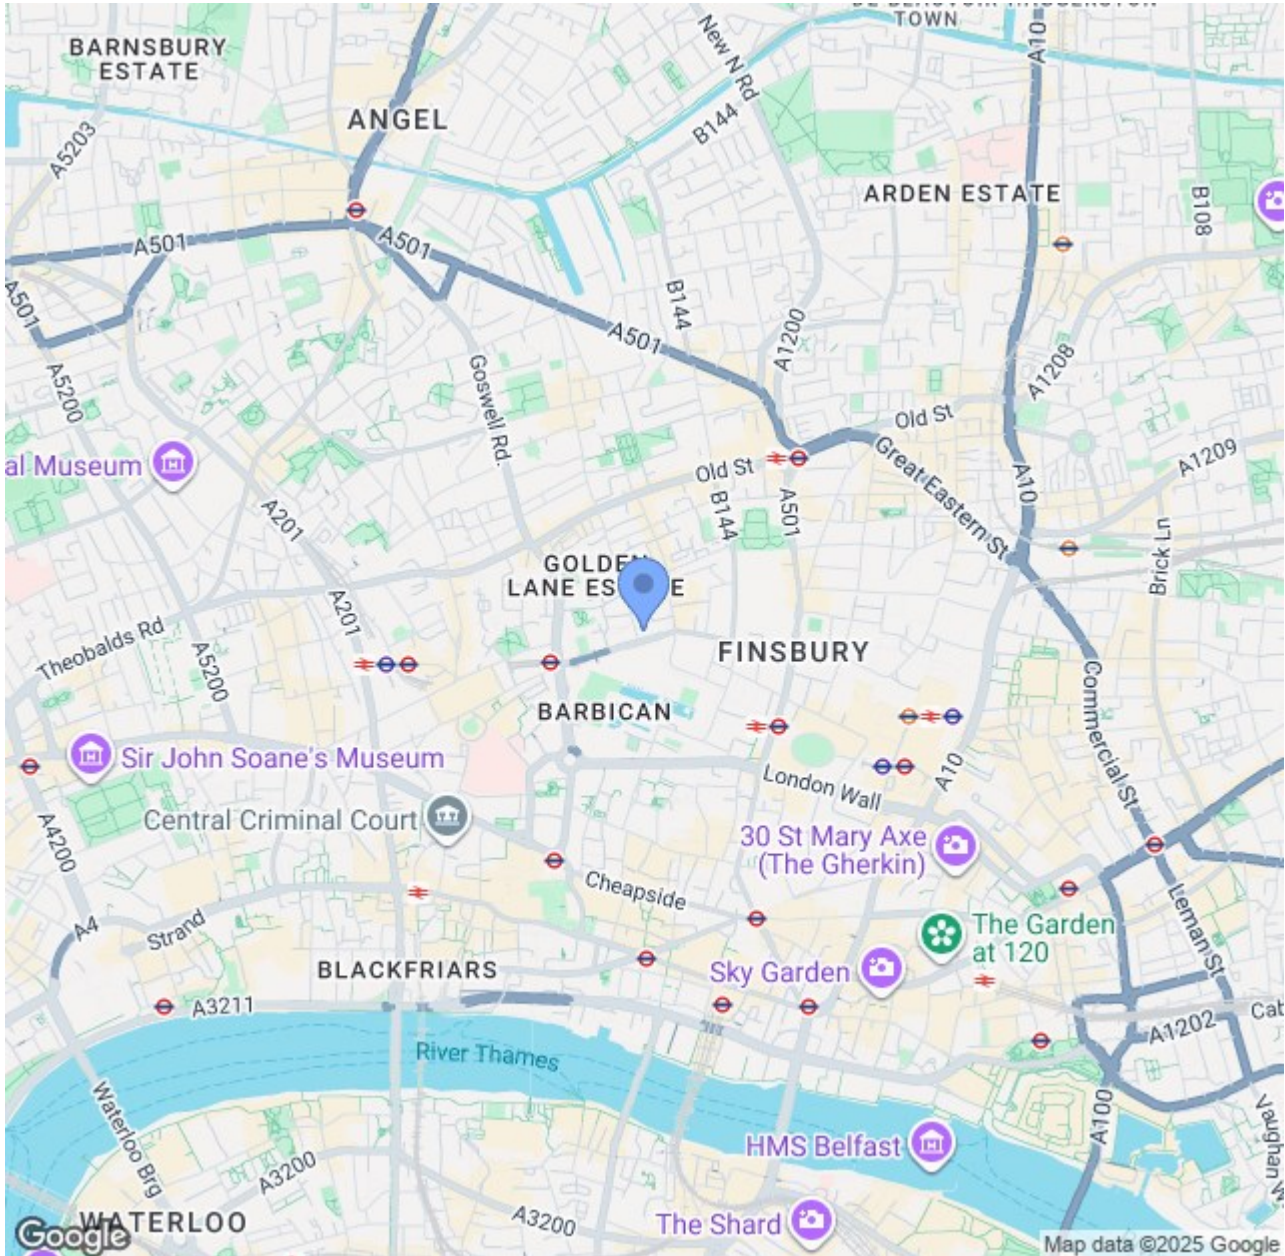 DE BEAUVOIR
TOWN
BARNSBURY
ESTATE
A10
New N Rd
ANGEL
B144
A5203
ARDEN ESTATE
B108
A501
A501
A501
B144
A1200
A501
A1208
A5200
Goswell Rd.
Old St
Great Eastern St
al Museum
Old St
A10
A1209
A201
B144
A501
Brick Ln
GOLDEN
LANE
A201
Theobalds Rd
A5200
FINSBURY
Commercial St
BARBICAN
Sir John Soane's Museum
London Wall
A10
Central Criminal Court
A4200
30 St Mary Axe
(The Gherkin)
Cheapside
Leman St
A4
Strand
The Garden
at 120
BLACKFRIARS
Sky Garden
A3211
A1202
River Thames
Waterloo Brg
A100
HMS Belfast
A3200
A3200
The Shard
WATERLOO
Google
Map data ©2025 Google